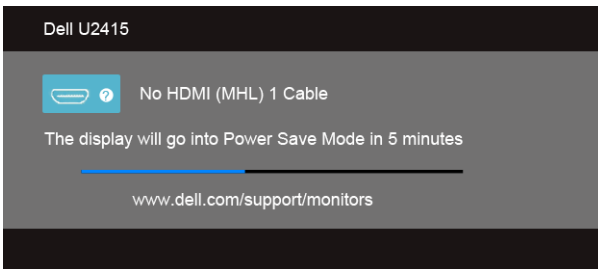 Dell U2415
? No HDMI (MHL) 1 Cable
The display will go into Power Save Mode in 5 minutes
www.dell.com/support/monitors